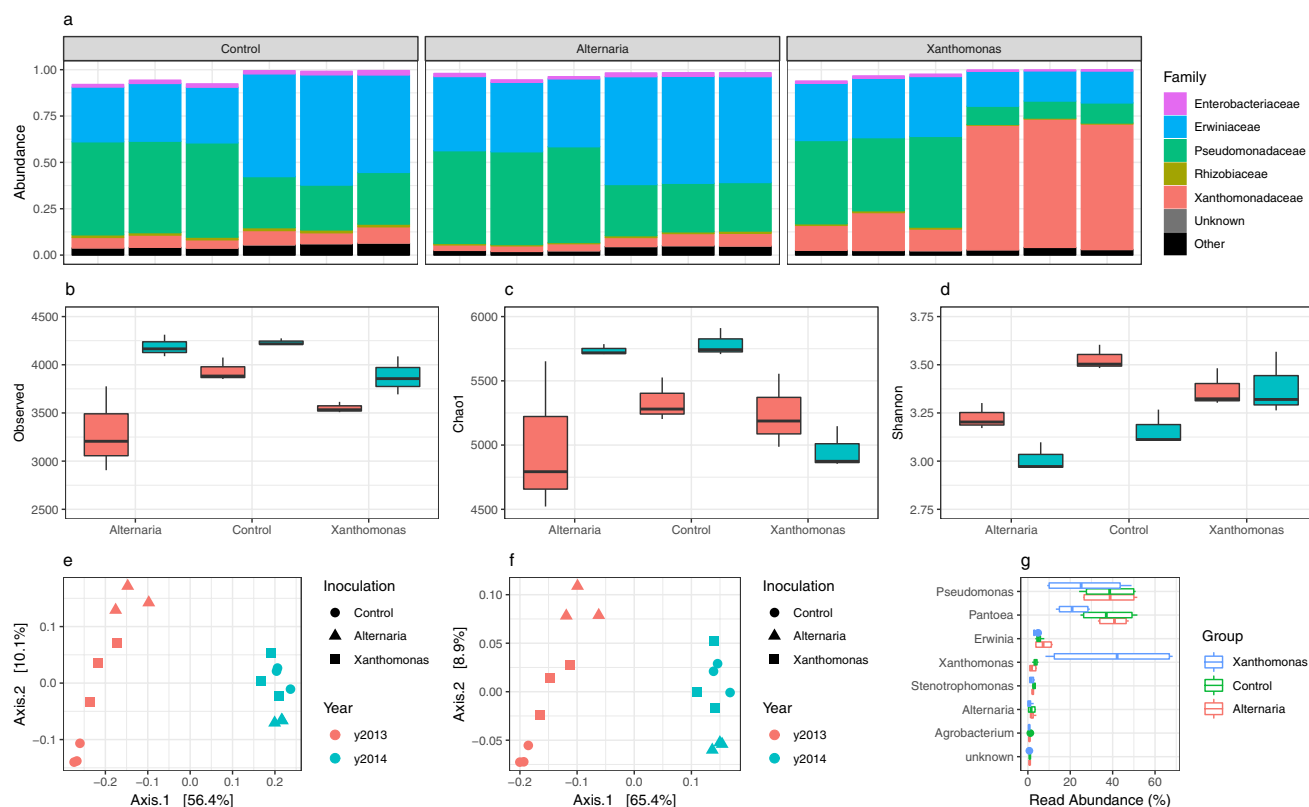 a
Control
Alternaria
Xanthomonas
Abundance
1.00
0.75
0.50
0.25
0.00
Family
Enterobacteriaceae
Erwiniaceae
Pseudomonadaceae
Rhizobiaceae
Xanthomonadaceae
Unknown
Other
b
Observed
4500
4000
3500
3000
2500
Alternaria
Control
Xanthomonas
c
Chao1
6000
5500
5000
4500
Alternaria
Control
Xanthomonas
d
Shannon
3.75
3.50
3.25
3.00
2.75
Alternaria
Control
Xanthomonas
e
Axis.2 [10.1%]
0.1
0.0
−0.1
−0.2
−0.1
0.0
0.1
0.2
Axis.1 [56.4%]
Inoculation
Control
Alternaria
Xanthomonas
Year
y2013
y2014
f
Axis.2 [8.9%]
0.10
0.05
0.00
−0.05
−0.2
−0.1
0.0
0.1
Axis.1 [65.4%]
Inoculation
Control
Alternaria
Xanthomonas
Year
y2013
y2014
g
Pseudomonas
Pantoea
Erwinia
Xanthomonas
Stenotrophomonas
Alternaria
Agrobacterium
unknown
0
20
40
60
Read Abundance (%)
Group
Xanthomonas
Control
Alternaria